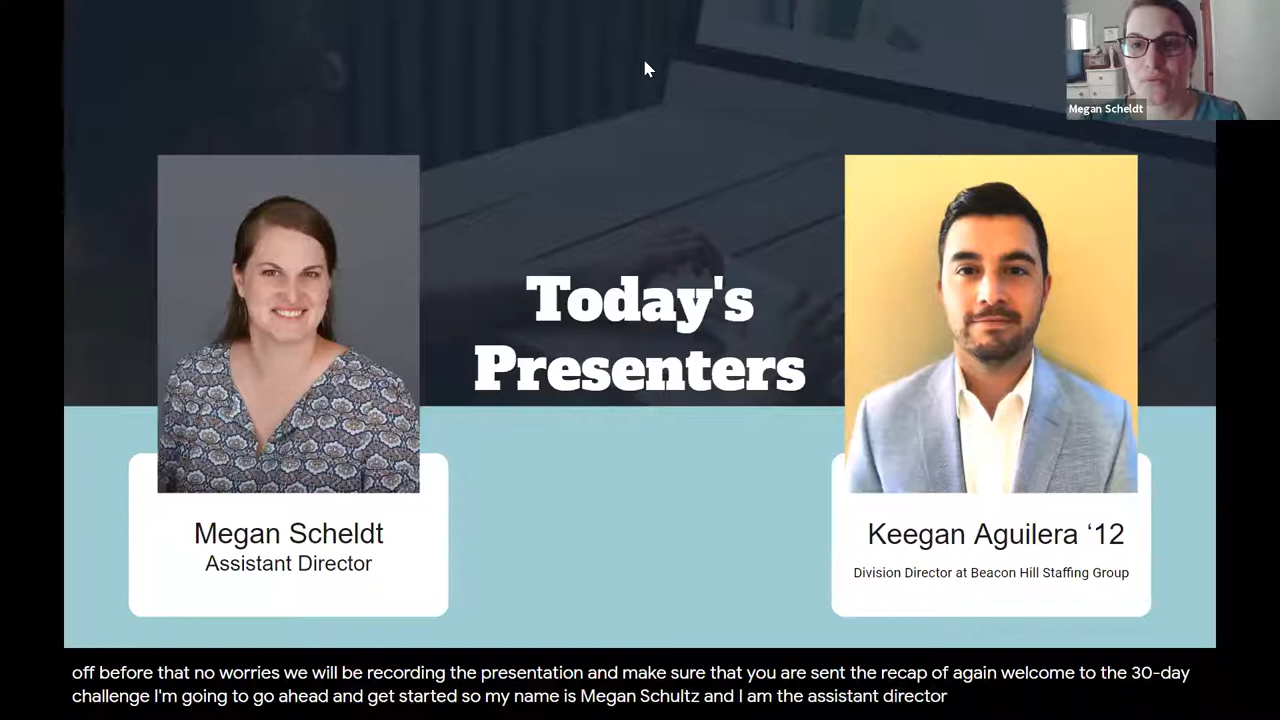 Megan Scheldt
Today's
Presenters
Megan Scheldt
Assistant Director
Keegan Aguilera ‘12
Division Director at Beacon Hill Staffing Group
off before that no worries we will be recording the presentation and make sure that you are sent the recap of again welcome to the 30-day
challenge I'm going to go ahead and get started so my name is Megan Schultz and I am the assistant director